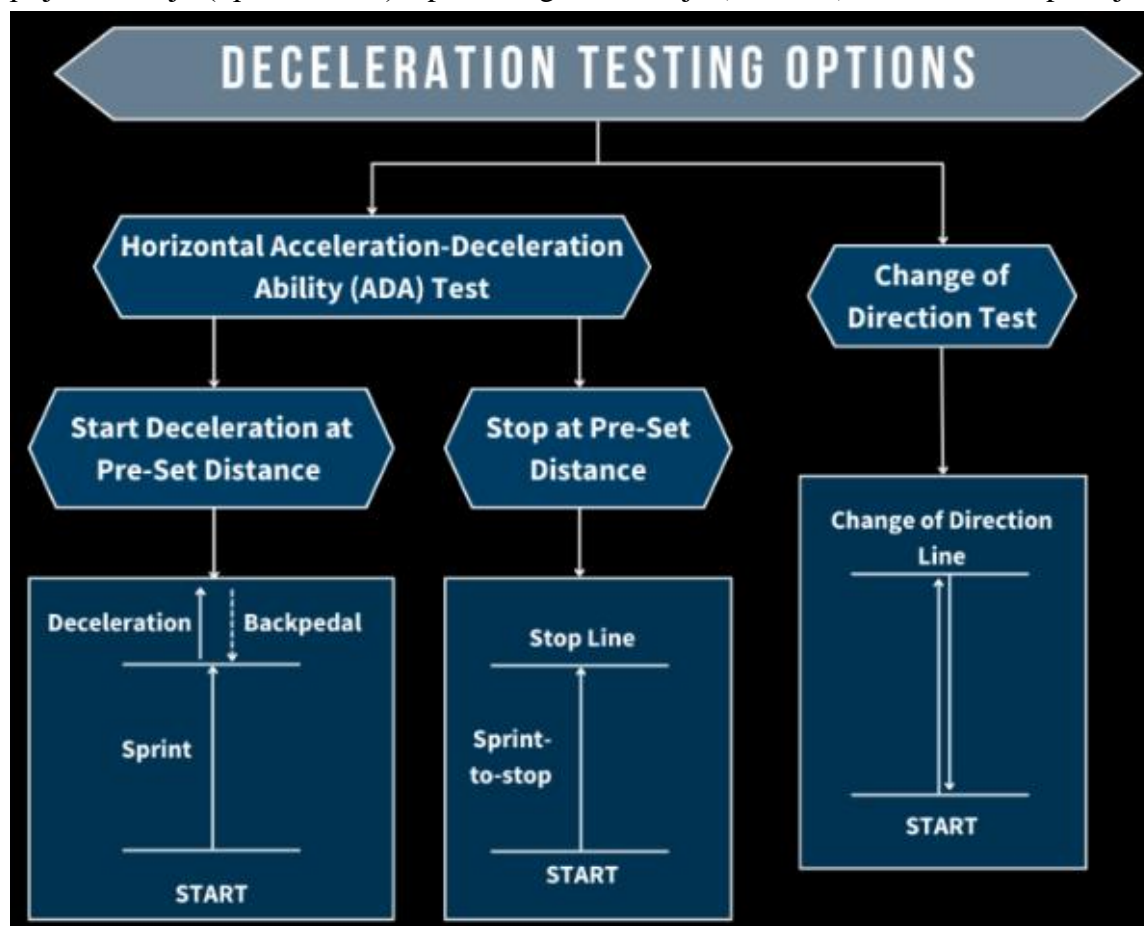 DECELERATION TESTING OPTIONS
Horizontal Acceleration-Deceleration
Ability (ADA) Test
Change of
Direction Test
Start Deceleration at
Pre-Set Distance
Stop at Pre-Set
Distance
Deceleration
Backpedal
Sprint
START
Stop Line
Sprint-
to-stop
START
Change of Direction
Line
START